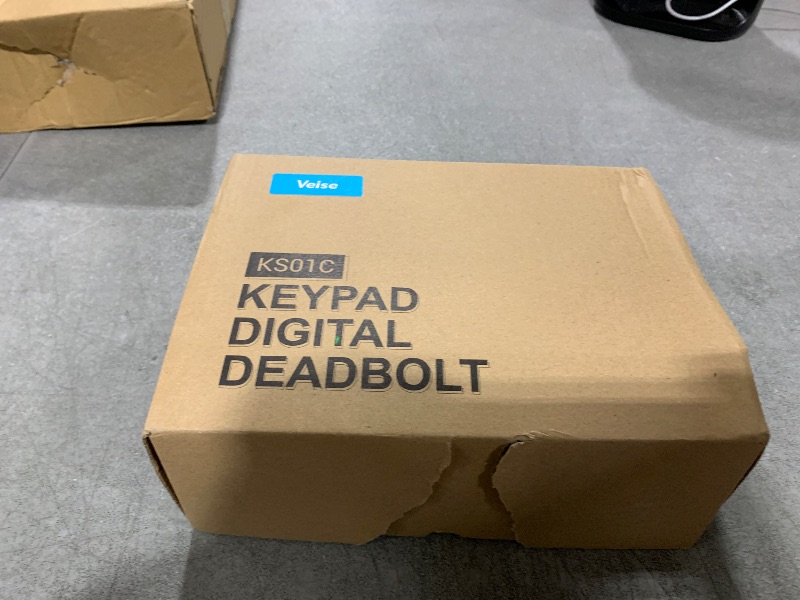 Veise
KS01C
KEYPAD
DIGITAL
DEADBOLT